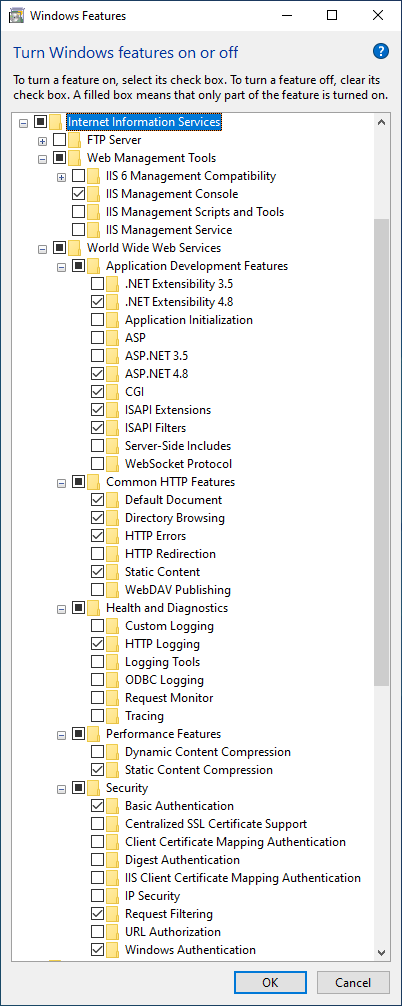 Windows Features
Turn Windows features on or off
To turn a feature on, select its check box. To turn a feature off, clear its
check box. A filled box means that only part of the feature is turned on.
Internet Information Services
FTP Server
Web Management Tools
IIS 6 Management Compatibility
IIS Management Console
IIS Management Scripts and Tools
IIS Management Service
World Wide Web Services
Application Development Features
.NET Extensibility 3.5
.NET Extensibility 4.8
Application Initialization
ASP
ASP.NET 3.5
ASP.NET 4.8
CGI
ISAPI Extensions
ISAPI Filters
Server-Side Includes
WebSocket Protocol
Common HTTP Features
Default Document
Directory Browsing
HTTP Errors
HTTP Redirection
Static Content
WebDAV Publishing
Health and Diagnostics
Custom Logging
HTTP Logging
Logging Tools
ODBC Logging
Request Monitor
Tracing
Performance Features
Dynamic Content Compression
Static Content Compression
Security
Basic Authentication
Centralized SSL Certificate Support
Client Certificate Mapping Authentication
Digest Authentication
IIS Client Certificate Mapping Authentication
IP Security
Request Filtering
URL Authorization
Windows Authentication
OK
Cancel